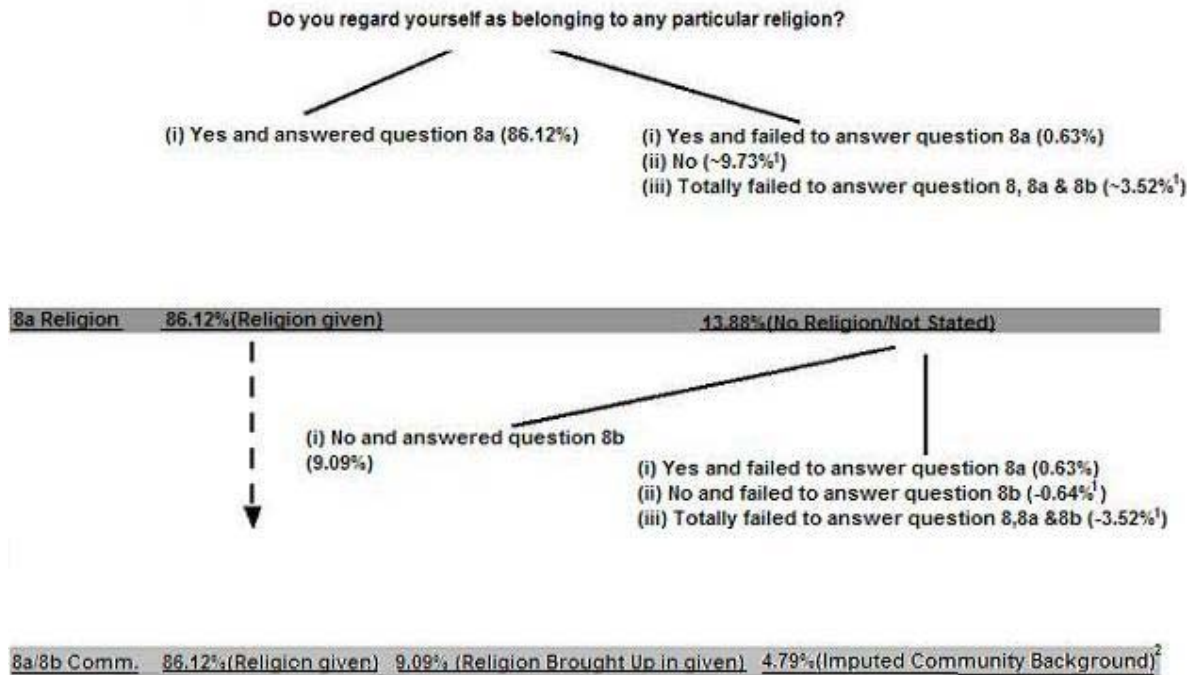 Do you regard yourself as belonging to any particular religion?
(i) Yes and answered question 8a (86.12%)
(i) Yes and failed to answer question 8a (0.63%)
(ii) No (~9.73%¹)
(iii) Totally failed to answer question 8, 8a & 8b (~3.52%¹)
8a Religion 86.12%(Religion given) 13.88%(No Religion/Not Stated)
(i) No and answered question 8b
(9.09%)
(i) Yes and failed to answer question 8a (0.63%)
(ii) No and failed to answer question 8b (-0.64%¹)
(iii) Totally failed to answer question 8,8a &8b (-3.52%¹)
8a/8b Comm. 86.12%(Religion given) 9.09% (Religion Brought Up in given) 4.79%(Imputed Community Background)²